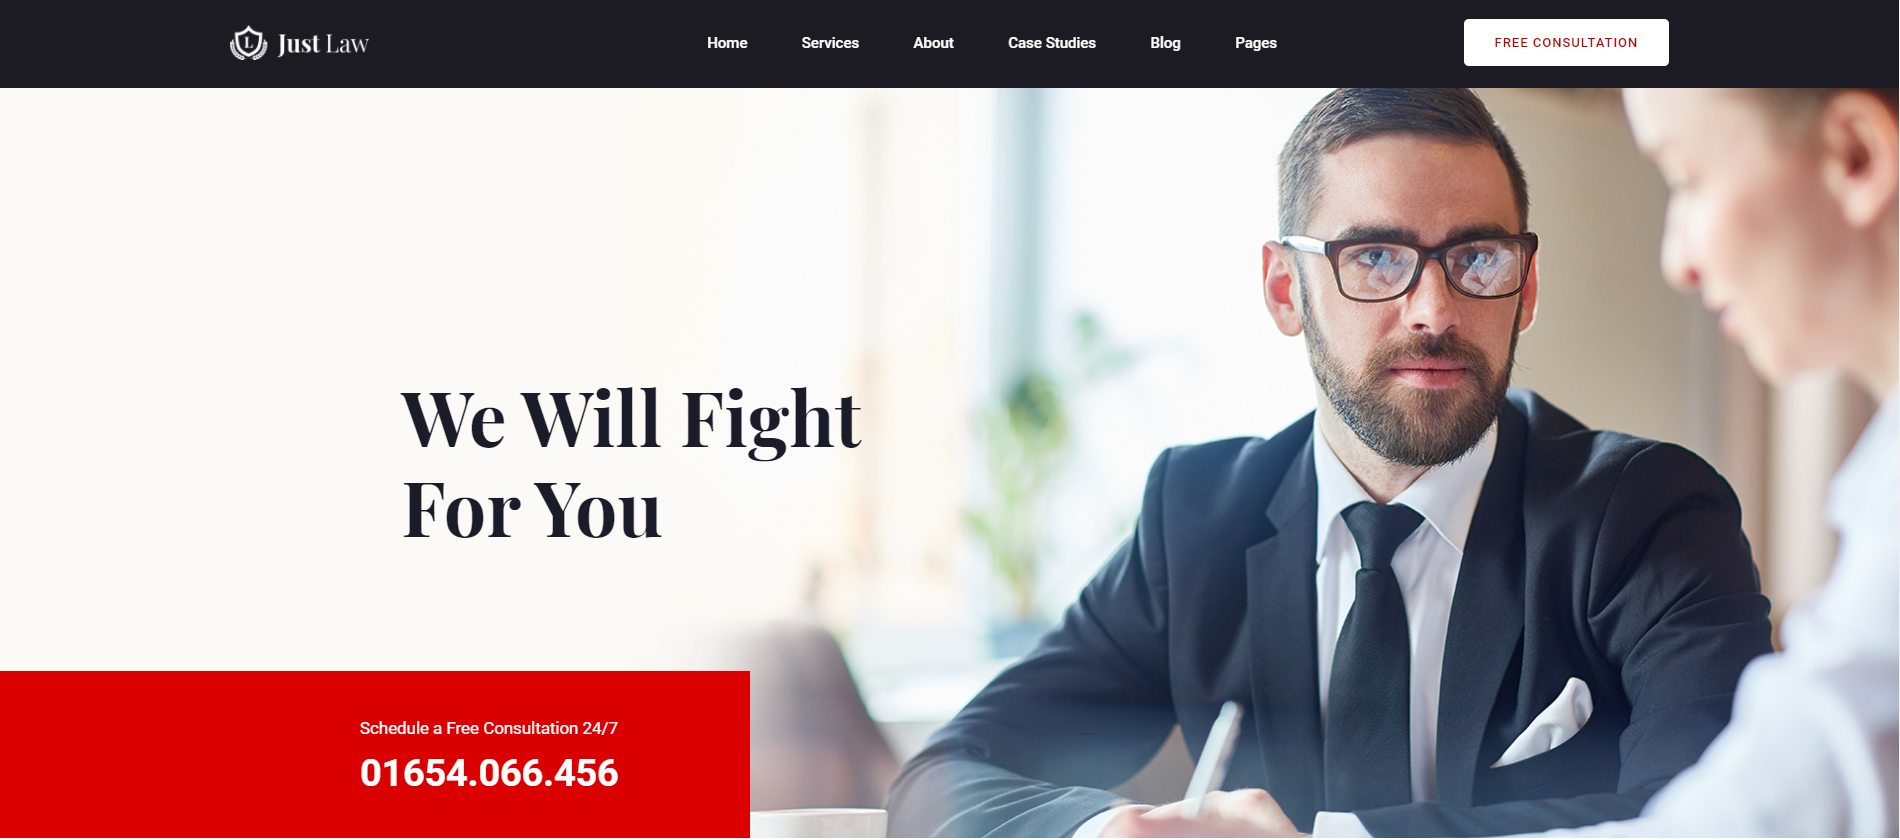 L Just Law
Home Services About Case Studies Blog Pages
FREE CONSULTATION
We Will Fight
For You
Schedule a Free Consultation 24/7
01654.066.456